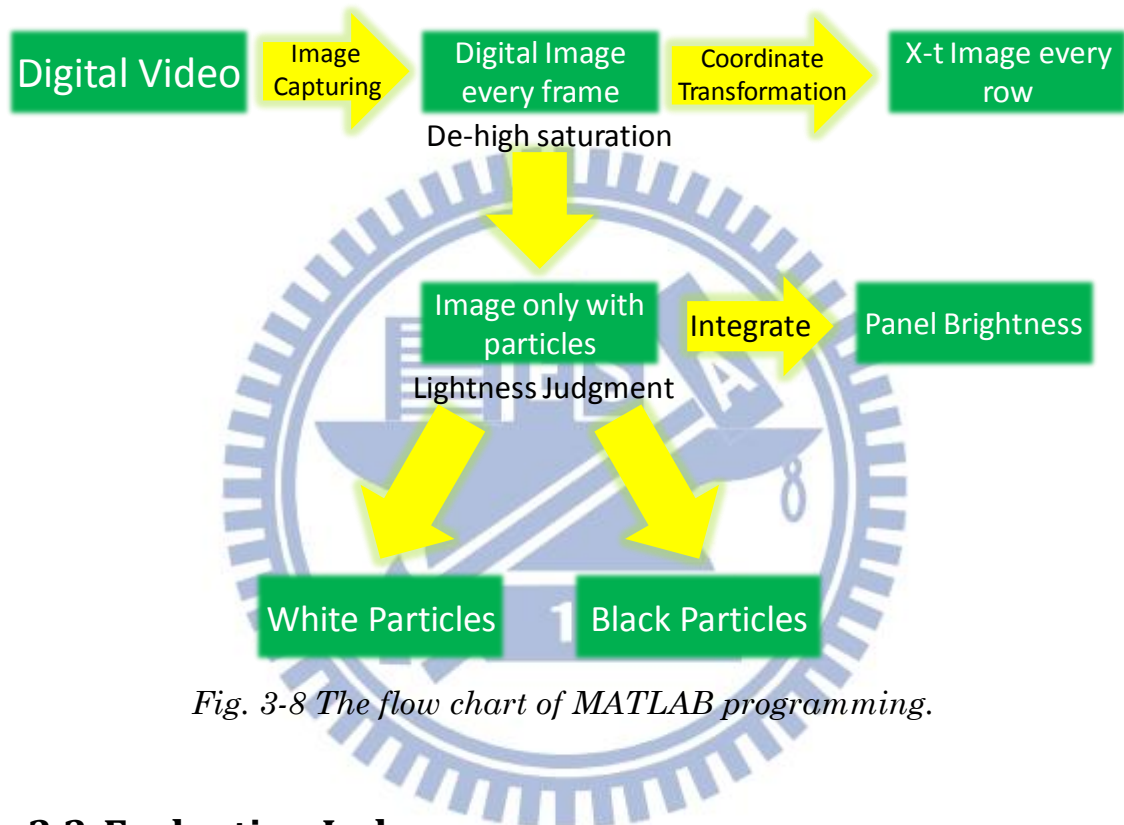 Digital Video
Image
Capturing
Digital Image
every frame
Coordinate
Transformation
X-t Image every
row
De-high saturation
Image only with
particles
Integrate
Panel Brightness
Lightness Judgment
White Particles
Black Particles
Fig. 3-8 The flow chart of MATLAB programming.